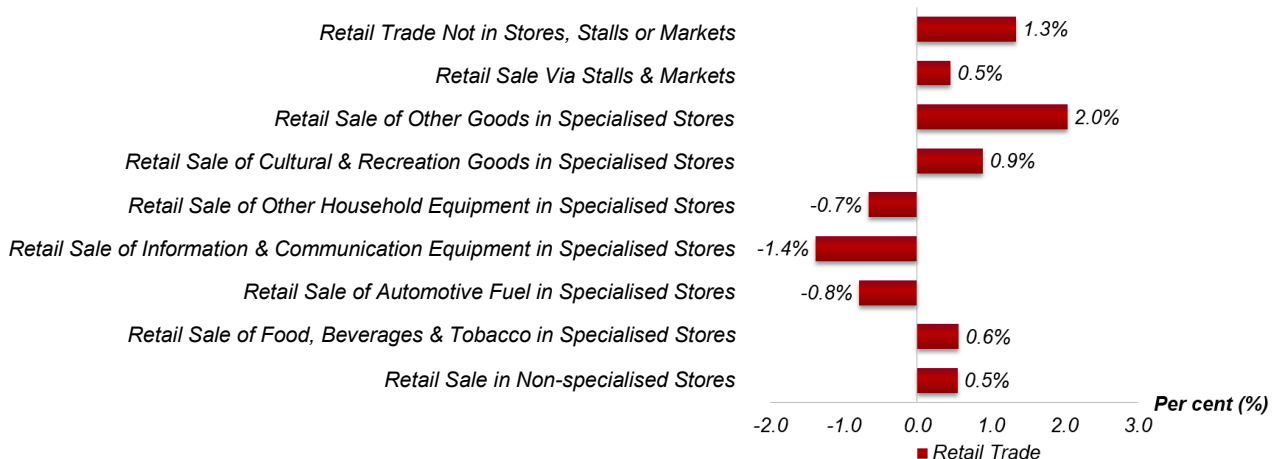 Retail Trade Not in Stores, Stalls or Markets 1.3%
Retail Sale Via Stalls & Markets 0.5%
Retail Sale of Other Goods in Specialised Stores 2.0%
Retail Sale of Cultural & Recreation Goods in Specialised Stores 0.9%
Retail Sale of Other Household Equipment in Specialised Stores -0.7%
Retail Sale of Information & Communication Equipment in Specialised Stores -1.4%
Retail Sale of Automotive Fuel in Specialised Stores -0.8%
Retail Sale of Food, Beverages & Tobacco in Specialised Stores 0.6%
Retail Sale in Non-specialised Stores 0.5%
Per cent (%)
-2.0 -1.0 0.0 1.0 2.0 3.0
Retail Trade